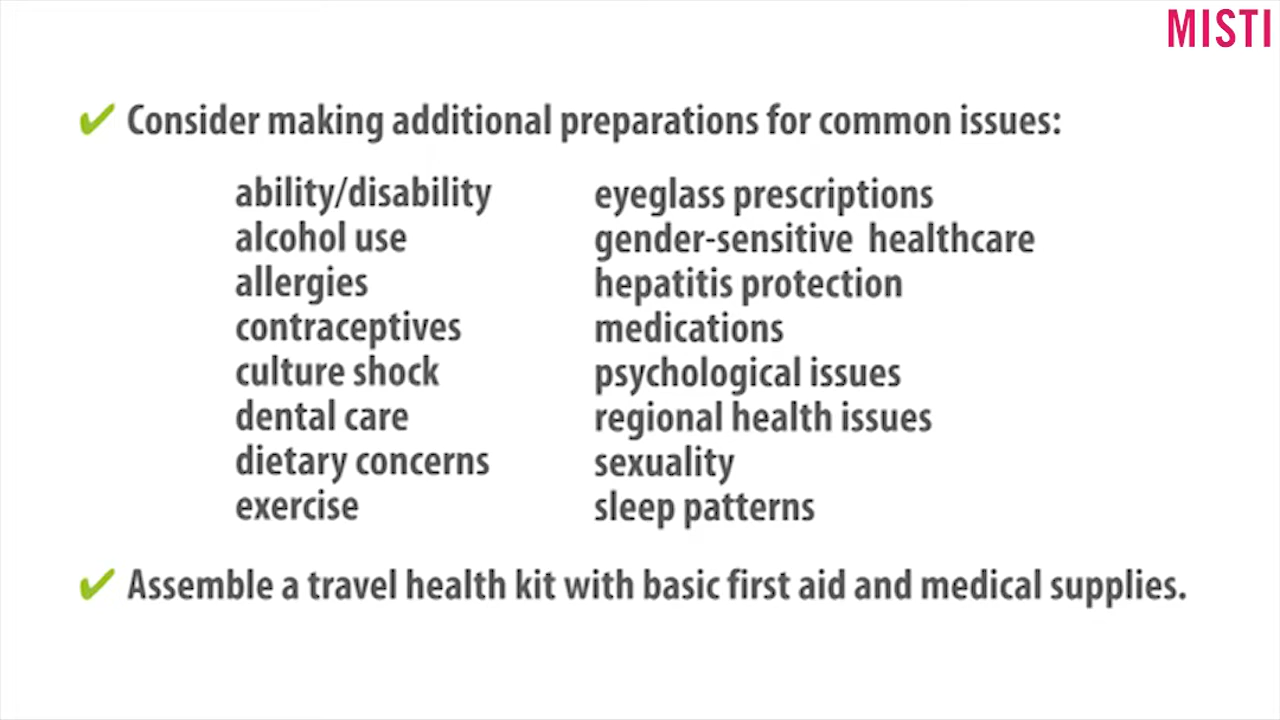 MISTI
✔ Consider making additional preparations for common issues:
ability/disability
alcohol use
allergies
contraceptives
culture shock
dental care
dietary concerns
exercise
eyeglass prescriptions
gender-sensitive healthcare
hepatitis protection
medications
psychological issues
regional health issues
sexuality
sleep patterns
✔ Assemble a travel health kit with basic first aid and medical supplies.